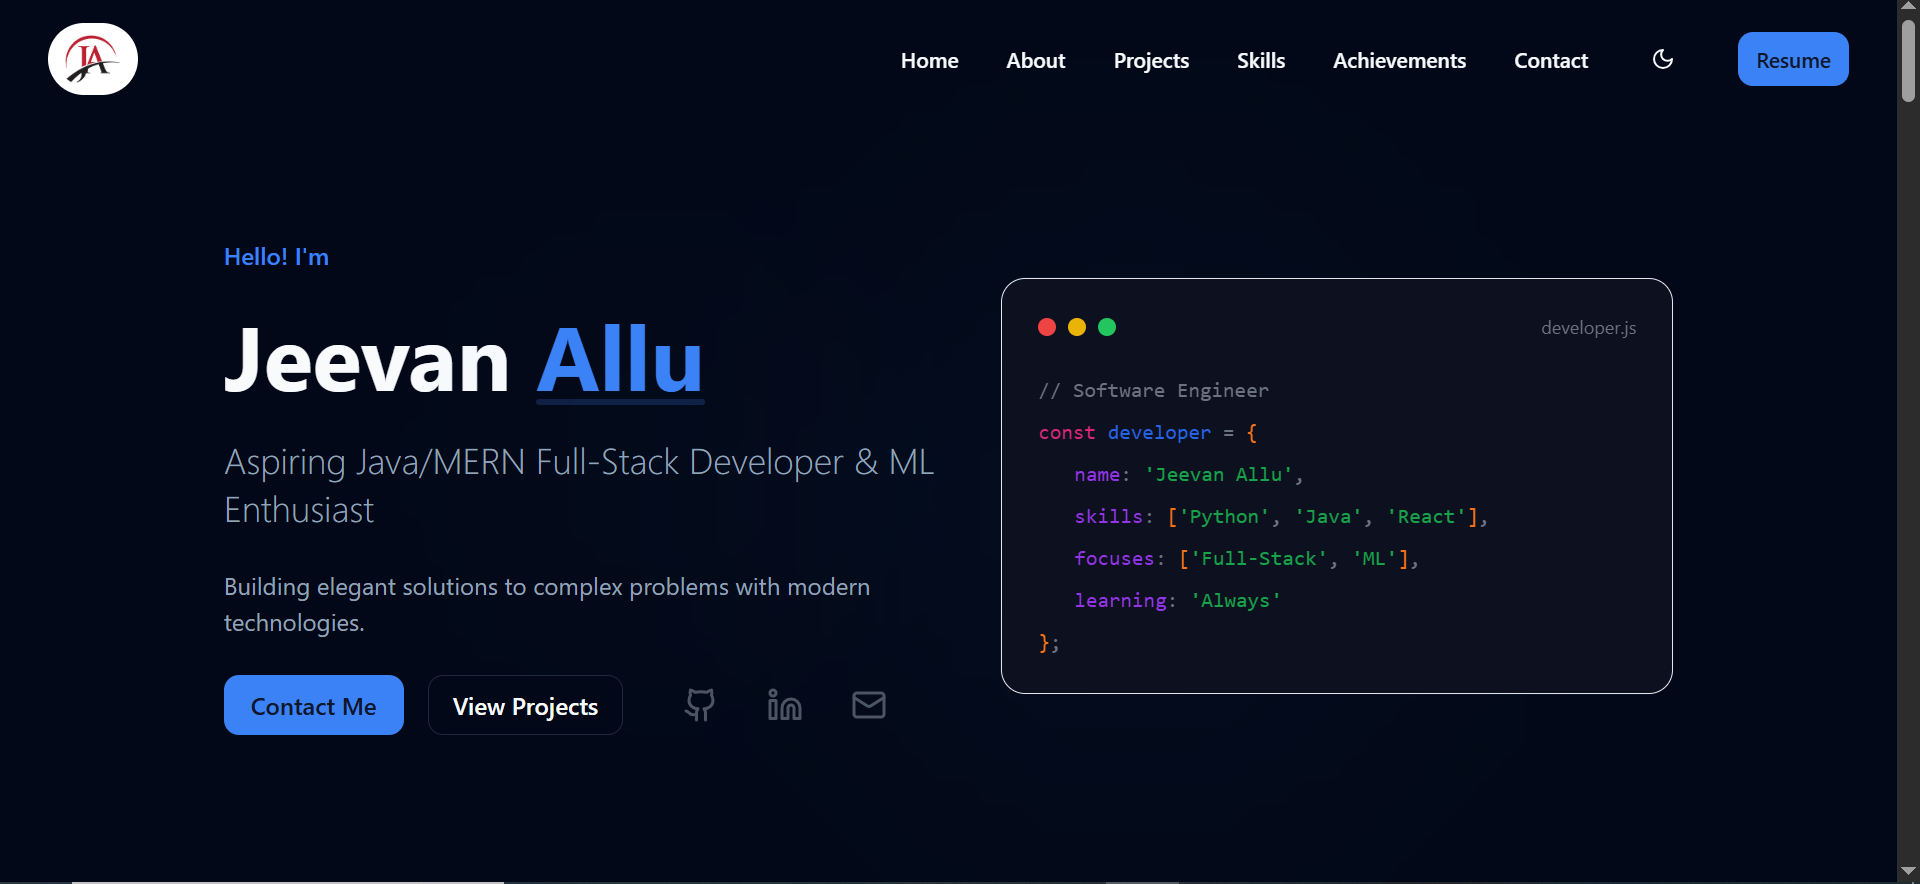 JA
Home About Projects Skills Achievements Contact Resume
Hello! I'm
Jeevan Allu
Aspiring Java/MERN Full-Stack Developer & ML
Enthusiast
Building elegant solutions to complex problems with modern
technologies.
Contact Me View Projects
developer.js
// Software Engineer
const developer = {
name: 'Jeevan Allu',
skills: ['Python', 'Java', 'React'],
focuses: ['Full-Stack', 'ML'],
learning: 'Always'
};